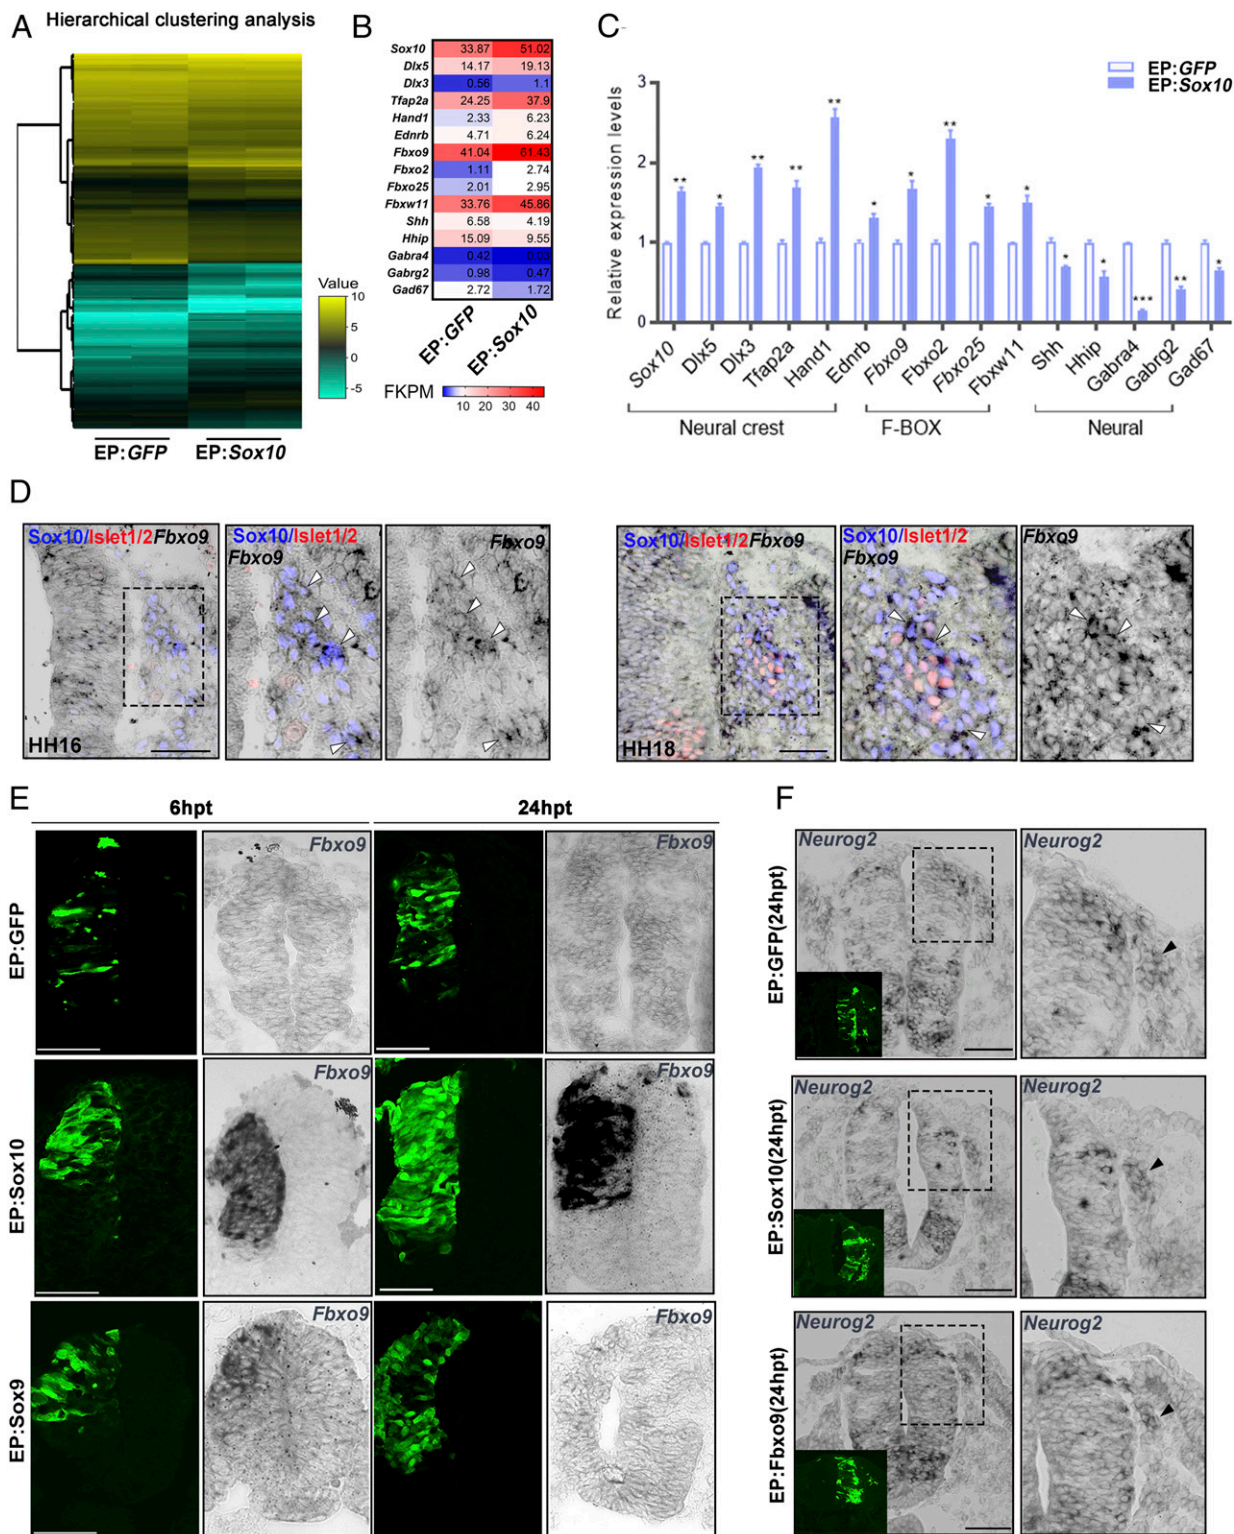 A
Hierarchical clustering analysis
Value
10
5
0
-5
EP:GFP EP:Sox10
B
Sox10 33.87 51.02
Dlx5 14.17 19.13
Dlx3 0.56 1.1
Tfap2a 24.25 37.9
Hand1 2.33 6.23
Ednrb 4.71 6.24
Fbxo9 41.04 61.43
Fbxo2 1.11 2.74
Fbxo25 2.01 2.95
Fbxw11 33.76 45.86
Shh 6.58 4.19
Hhip 15.09 9.55
Gabra4 0.42 0.03
Gabrg2 0.98 0.47
Gad67 2.72 1.72
EP:GFP EP:Sox10
FKPM
10 20 30 40
C
EP:GFP
EP:Sox10
Relative expression levels
3
2
1
0
** * ** ** ** * * ** * * * * *** ** *
Sox10 Dlx5 Dlx3 Tfap2a Hand1 Ednrb Fbxo9 Fbxo2 Fbxo25 Fbxw11 Shh Hhip Gabra4 Gabrg2 Gad67
Neural crest F-BOX Neural
D
Sox10/Islet1/2 Fbxo9
HH16
Sox10/Islet1/2
Fbxo9
Fbxo9
Sox10/Islet1/2 Fbxo9
HH18
Sox10/Islet1/2
Fbxo9
Fbxo9
E
6hpt 24hpt
EP:GFP
Fbxo9
Fbxo9
EP:Sox10
Fbxo9
Fbxo9
EP:Sox9
Fbxo9
Fbxo9
F
EP:GFP(24hpt)
Neurog2
Neurog2
EP:Sox10(24hpt)
Neurog2
Neurog2
EP:Fbxo9(24hpt)
Neurog2
Neurog2